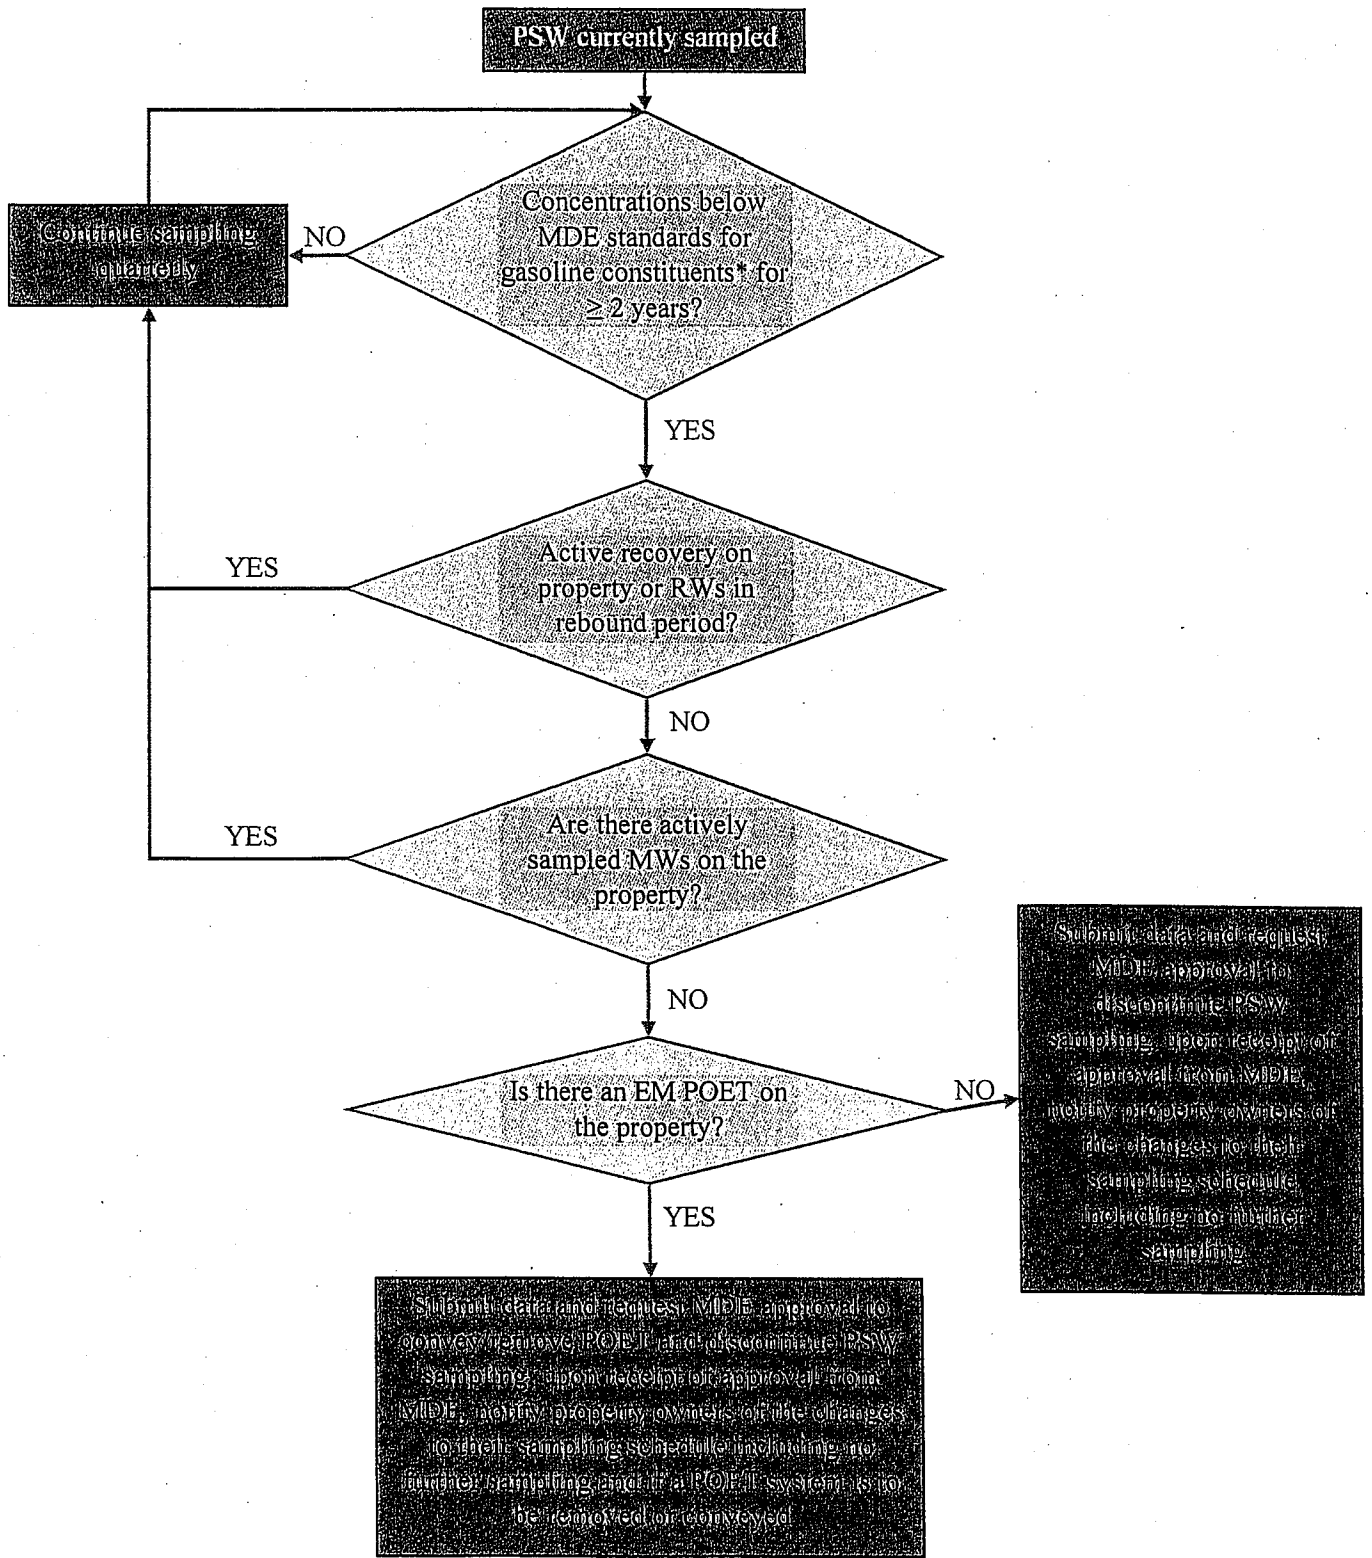 PSW currently sampled
Concentrations below
MDE standards for
gasoline constituents* for
≥ 2 years?
NO
Continue sampling
quarterly
YES
Active recovery on
property or RWs in
rebound period?
YES
NO
Are there actively
sampled MWs on the
property?
YES
NO
Is there an EM POET on
the property?
NO
Submit data and request
MDE approval to
discontinue PSW
sampling, upon receipt of
approval from MDE,
notify property owners of
the changes to their
sampling schedule
including no further
sampling
YES
Submit data and request MDE approval to
convey/remove POET and discontinue PSW
sampling, upon receipt of approval from
MDE, notify property owners of the changes
to their sampling schedule including no
further sampling and if a POET system is to
be removed or conveyed